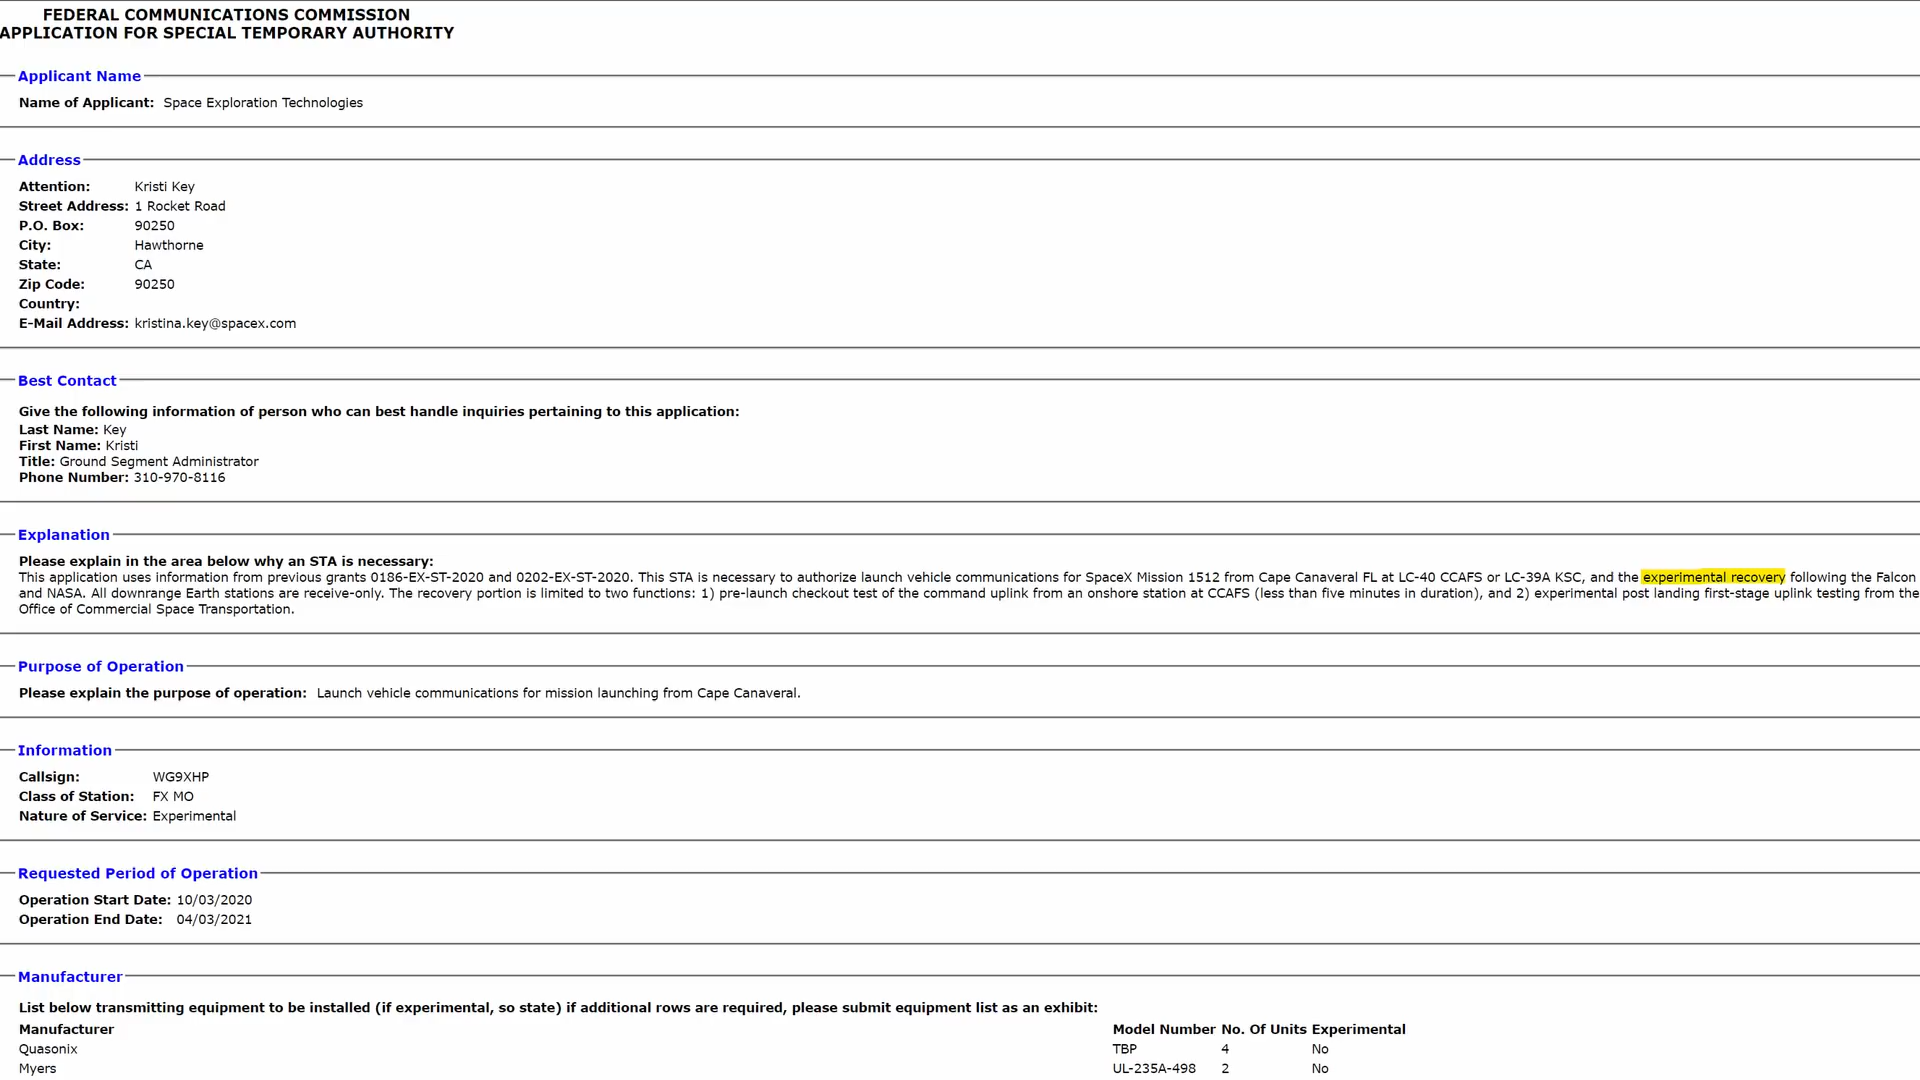 FEDERAL COMMUNICATIONS COMMISSION
APPLICATION FOR SPECIAL TEMPORARY AUTHORITY
Applicant Name
Name of Applicant: Space Exploration Technologies
Address
Attention: Kristi Key
Street Address: 1 Rocket Road
P.O. Box: 90250
City: Hawthorne
State: CA
Zip Code: 90250
Country:
E-Mail Address: kristina.key@spacex.com
Best Contact
Give the following information of person who can best handle inquiries pertaining to this application:
Last Name: Key
First Name: Kristi
Title: Ground Segment Administrator
Phone Number: 310-970-8116
Explanation
Please explain in the area below why an STA is necessary:
This application uses information from previous grants 0186-EX-ST-2020 and 0202-EX-ST-2020. This STA is necessary to authorize launch vehicle communications for SpaceX Mission 1512 from Cape Canaveral FL at LC-40 CCAFS or LC-39A KSC, and the experimental recovery following the Falcon
and NASA. All downrange Earth stations are receive-only. The recovery portion is limited to two functions: 1) pre-launch checkout test of the command uplink from an onshore station at CCAFS (less than five minutes in duration), and 2) experimental post landing first-stage uplink testing from the
Office of Commercial Space Transportation.
Purpose of Operation
Please explain the purpose of operation: Launch vehicle communications for mission launching from Cape Canaveral.
Information
Callsign: WG9XHP
Class of Station: FX MO
Nature of Service: Experimental
Requested Period of Operation
Operation Start Date: 10/03/2020
Operation End Date: 04/03/2021
Manufacturer
List below transmitting equipment to be installed (if experimental, so state) if additional rows are required, please submit equipment list as an exhibit:
Manufacturer Model Number No. Of Units Experimental
Quasonix TBP 4 No
Myers UL-235A-498 2 No